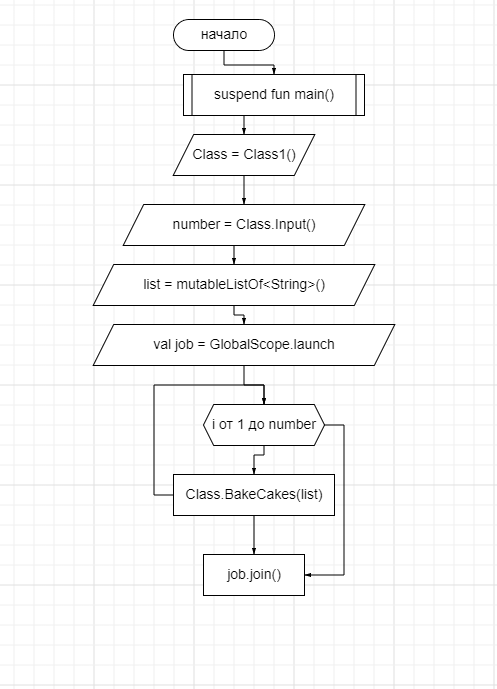 начало
suspend fun main()
Class = Class1()
number = Class.Input()
list = mutableListOf<String>()
val job = GlobalScope.launch
i от 1 до number
Class.BakeCakes(list)
job.join()